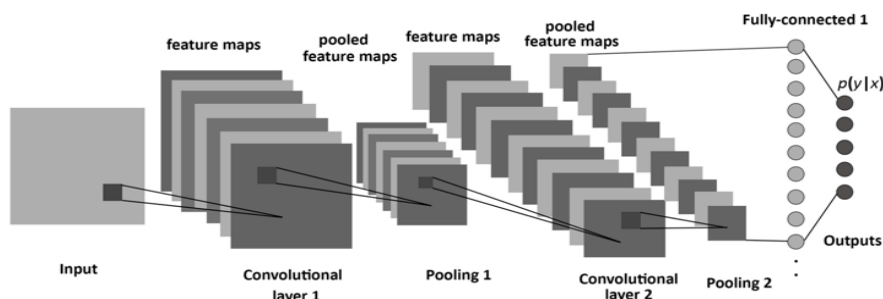 Fully-connected 1
feature maps
pooled
feature maps
feature maps
pooled
feature maps
p(y|x)
Input
Convolutional
layer 1
Pooling 1
Convolutional
layer 2
Pooling 2
Outputs